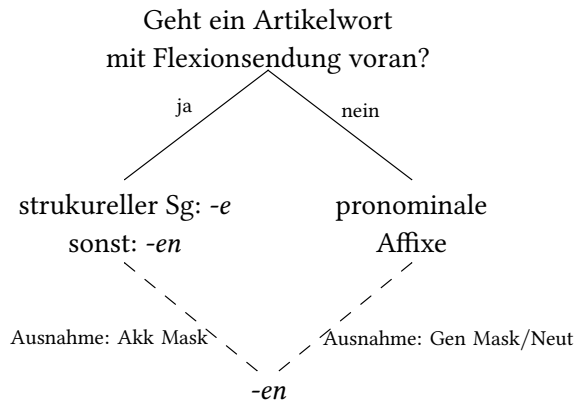 Geht ein Artikelwort
mit Flexionsendung voran?
ja
nein
strukureller Sg: -e
sonst: -en
pronominale
Affixe
Ausnahme: Akk Mask
Ausnahme: Gen Mask/Neut
-en